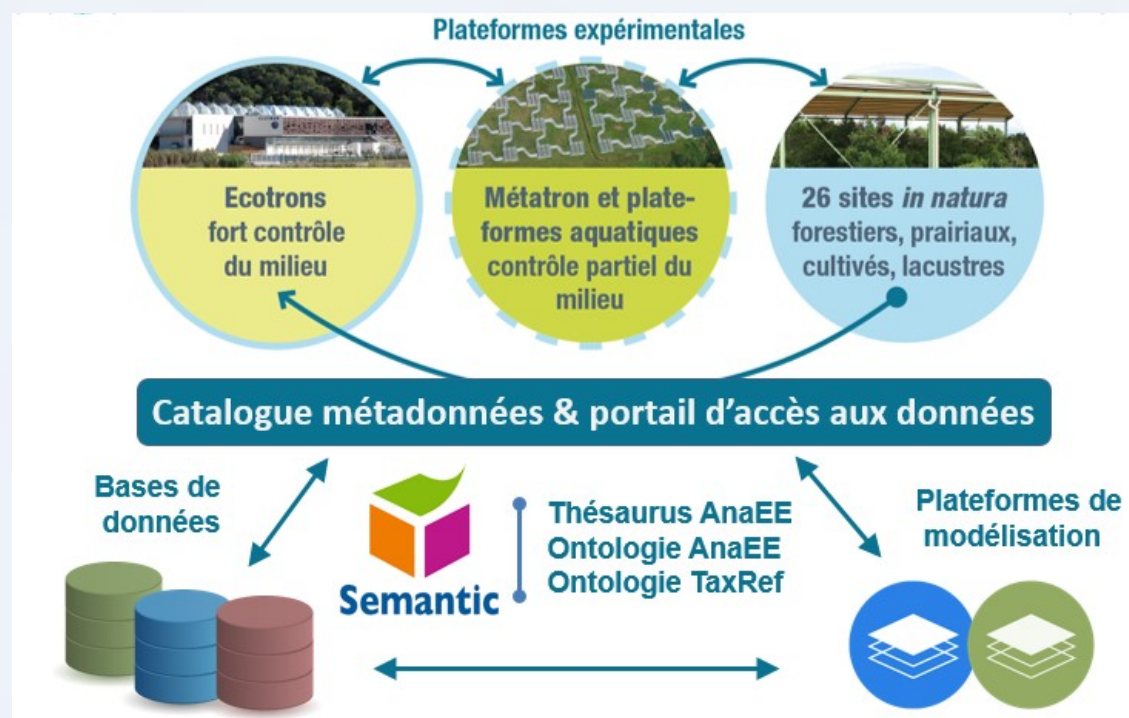 Plateformes expérimentales
Ecotrons
fort contrôle
du milieu
Métatron et plate-
formes aquatiques
contrôle partiel du
milieu
26 sites in natura
forestiers, prairiaux,
cultivés, lacustres
Catalogue métadonnées & portail d'accès aux données
Bases de
données
Semantic
Thésaurus AnaEE
Ontologie AnaEE
Ontologie TaxRef
Plateformes de
modélisation